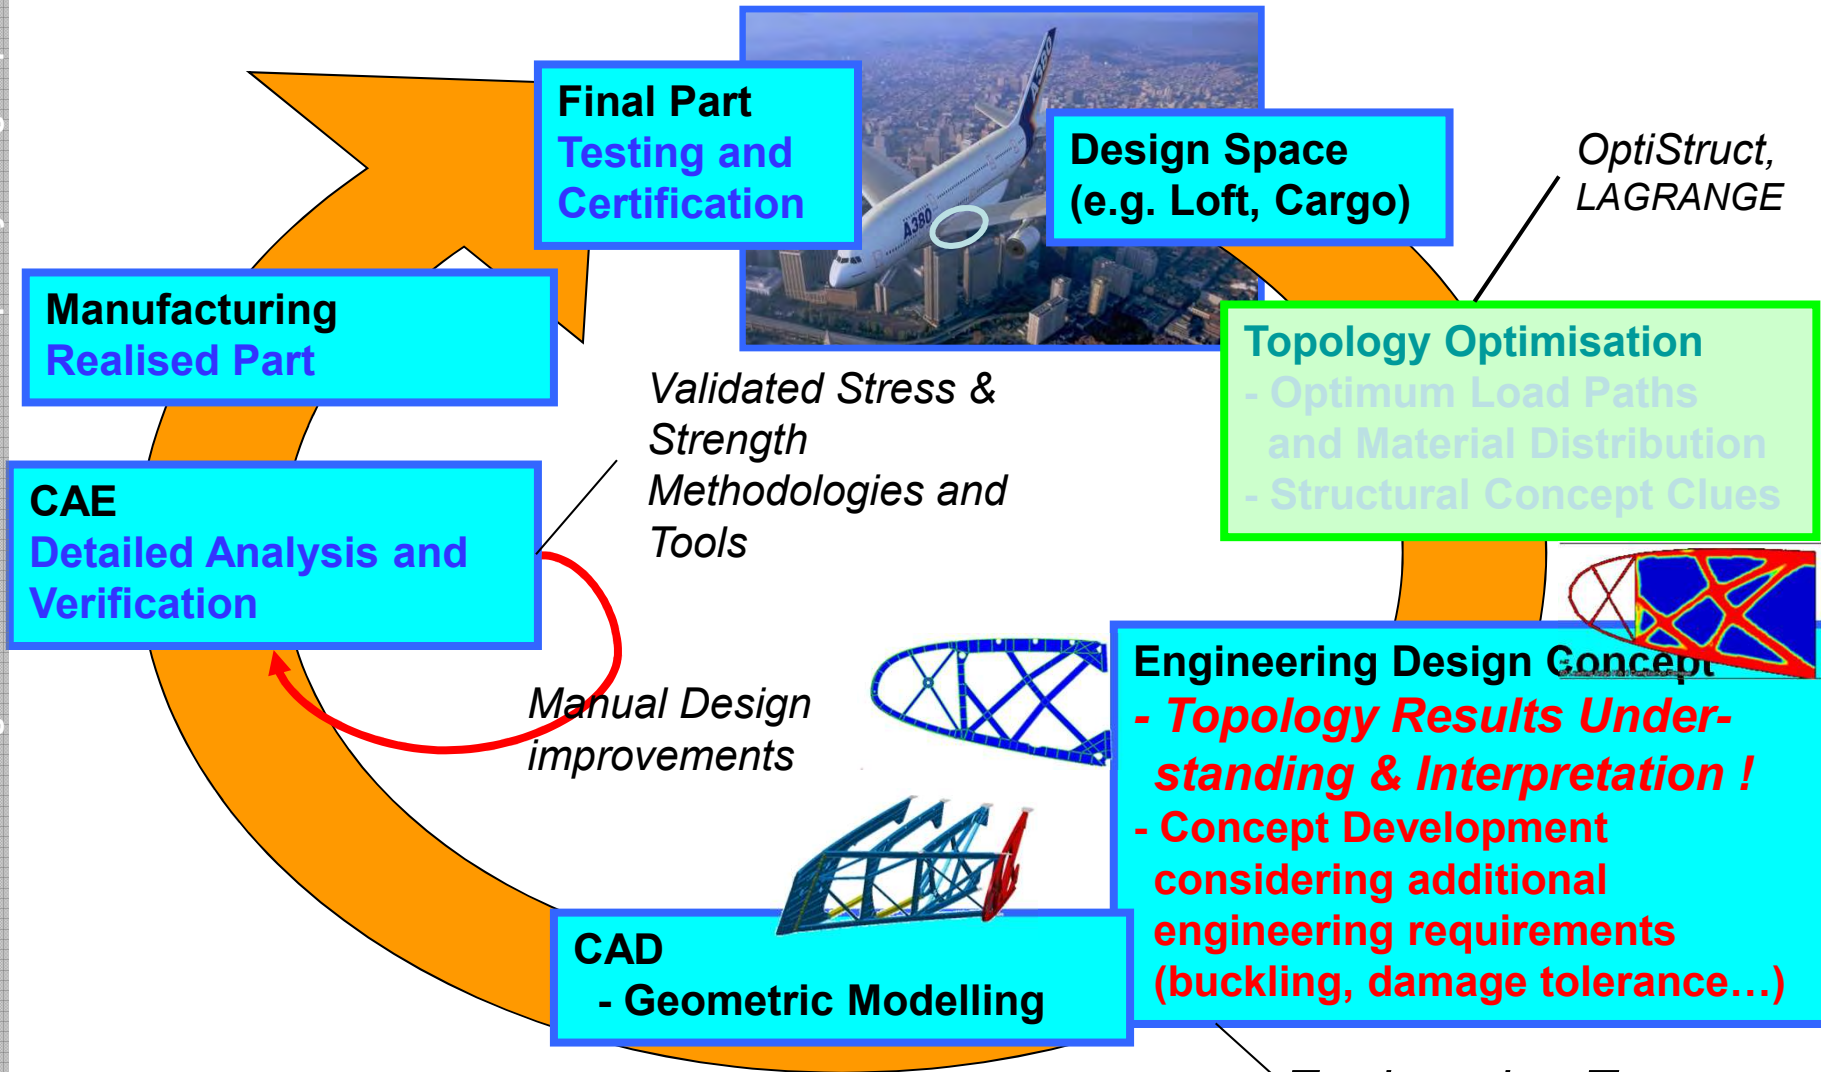 Final Part
Testing and
Certification
A380
A380
Design Space
(e.g. Loft, Cargo)
OptiStruct,
LAGRANGE
Manufacturing
Realised Part
Topology Optimisation
- Optimum Load Paths
and Material Distribution
- Structural Concept Clues
Validated Stress &
Strength
Methodologies and
Tools
CAE
Detailed Analysis and
Verification
Manual Design
improvements
Engineering Design Concept
- Topology Results Under-
standing & Interpretation !
- Concept Development
considering additional
engineering requirements
(buckling, damage tolerance…)
CAD
- Geometric Modelling